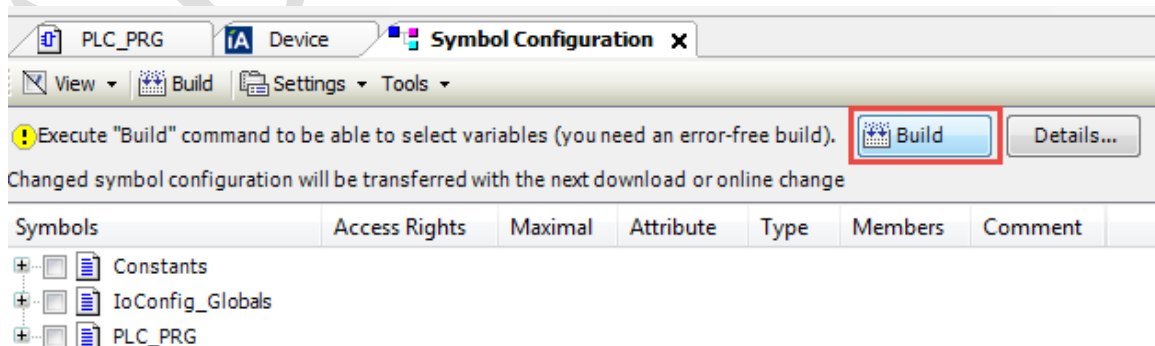 PLC_PRG Device Symbol Configuration x
View Build Settings Tools
Execute "Build" command to be able to select variables (you need an error-free build). Build Details...
Changed symbol configuration will be transferred with the next download or online change
Symbols Access Rights Maximal Attribute Type Members Comment
Constants
IoConfig_Globals
PLC_PRG